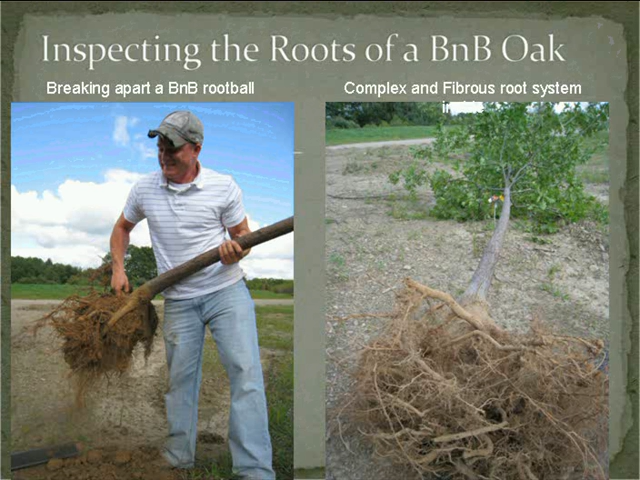 Inspecting the Roots of a BnB Oak
Breaking apart a BnB rootball
Complex and Fibrous root system